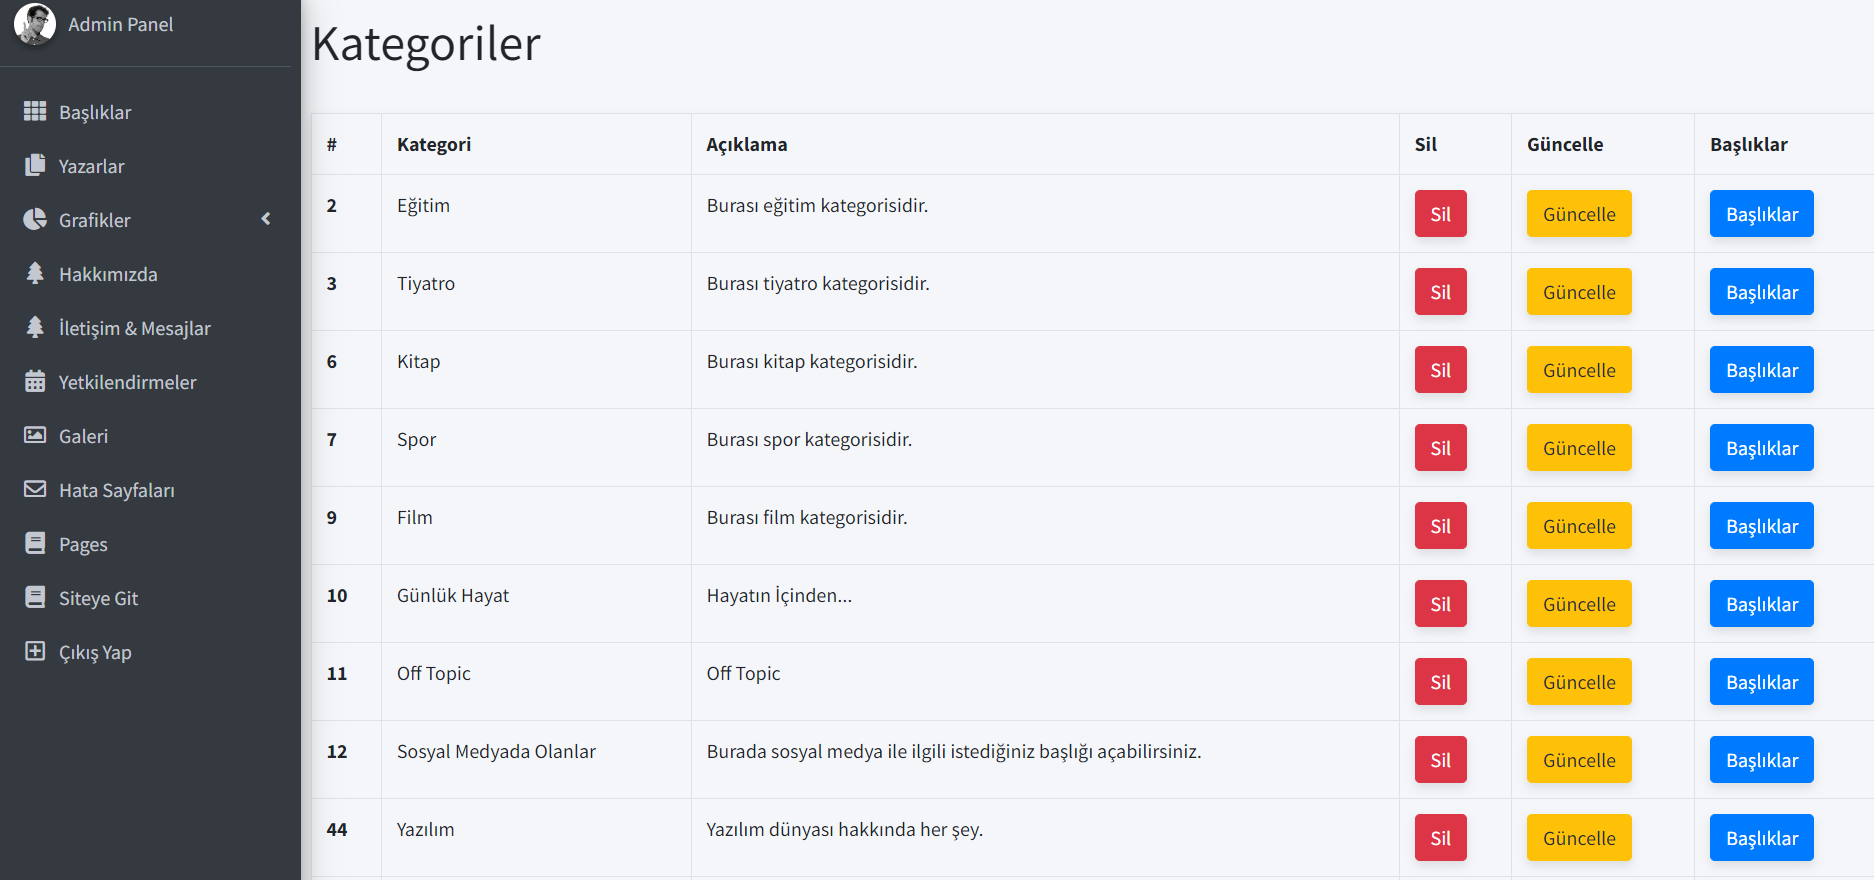 Admin Panel
Başlıklar
Yazarlar
Grafikler
Hakkımızda
İletişim & Mesajlar
Yetkilendirmeler
Galeri
Hata Sayfaları
Pages
Siteye Git
Çıkış Yap
Kategoriler
# Kategori Açıklama Sil Güncelle Başlıklar
2 Eğitim Burası eğitim kategorisidir. Sil Güncelle Başlıklar
3 Tiyatro Burası tiyatro kategorisidir. Sil Güncelle Başlıklar
6 Kitap Burası kitap kategorisidir. Sil Güncelle Başlıklar
7 Spor Burası spor kategorisidir. Sil Güncelle Başlıklar
9 Film Burası film kategorisidir. Sil Güncelle Başlıklar
10 Günlük Hayat Hayatın İçinden... Sil Güncelle Başlıklar
11 Off Topic Off Topic Sil Güncelle Başlıklar
12 Sosyal Medyada Olanlar Burada sosyal medya ile ilgili istediğiniz başlığı açabilirsiniz. Sil Güncelle Başlıklar
44 Yazılım Yazılım dünyası hakkında her şey. Sil Güncelle Başlıklar